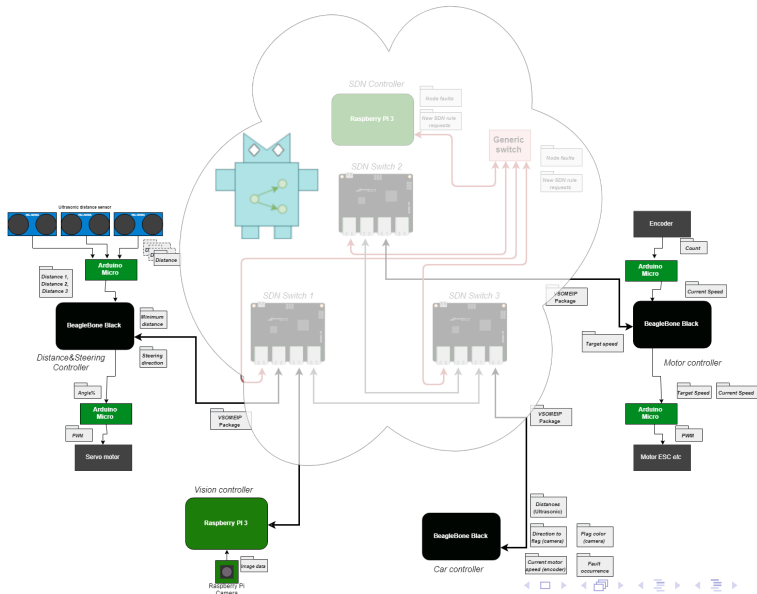 SDN Controller
Raspberry PI 3
Node faults
New SDN rule
requests
Generic
switch
Node faults
New SDN rule
requests
SDN Switch 2
Ultrasonic distance sensor
Arduino
Micro
Distance
Distance 1,
Distance 2,
Distance 3
BeagleBone Black
Distance&Steering
Controller
Minimum
distance
Steering
direction
Angle%
Arduino
Micro
PWM
Servo motor
VSOMEIP
Package
SDN Switch 1
SDN Switch 3
Encoder
Count
Arduino
Micro
Current Speed
VSOMEIP
Package
BeagleBone Black
Target speed
Motor controller
Target Speed
Current Speed
Arduino
Micro
PWM
Motor ESC etc
VSOMEIP
Package
Vision controller
Raspberry PI 3
Image data
Raspberry Pi
Camera
BeagleBone Black
Car controller
Distances
(Ultrasonic)
Direction to
flag (camera)
Flag color
(camera)
Current motor
speed (encoder)
Fault
occurrence